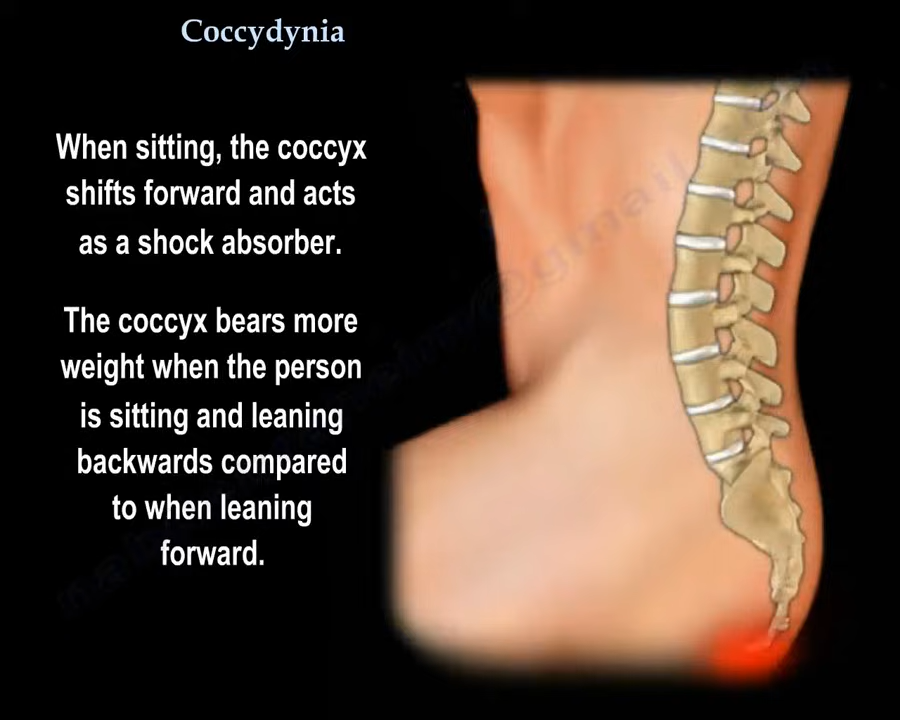 Coccydynia
When sitting, the coccyx
shifts forward and acts
as a shock absorber.
The coccyx bears more
weight when the person
is sitting and leaning
backwards compared
to when leaning
forward.